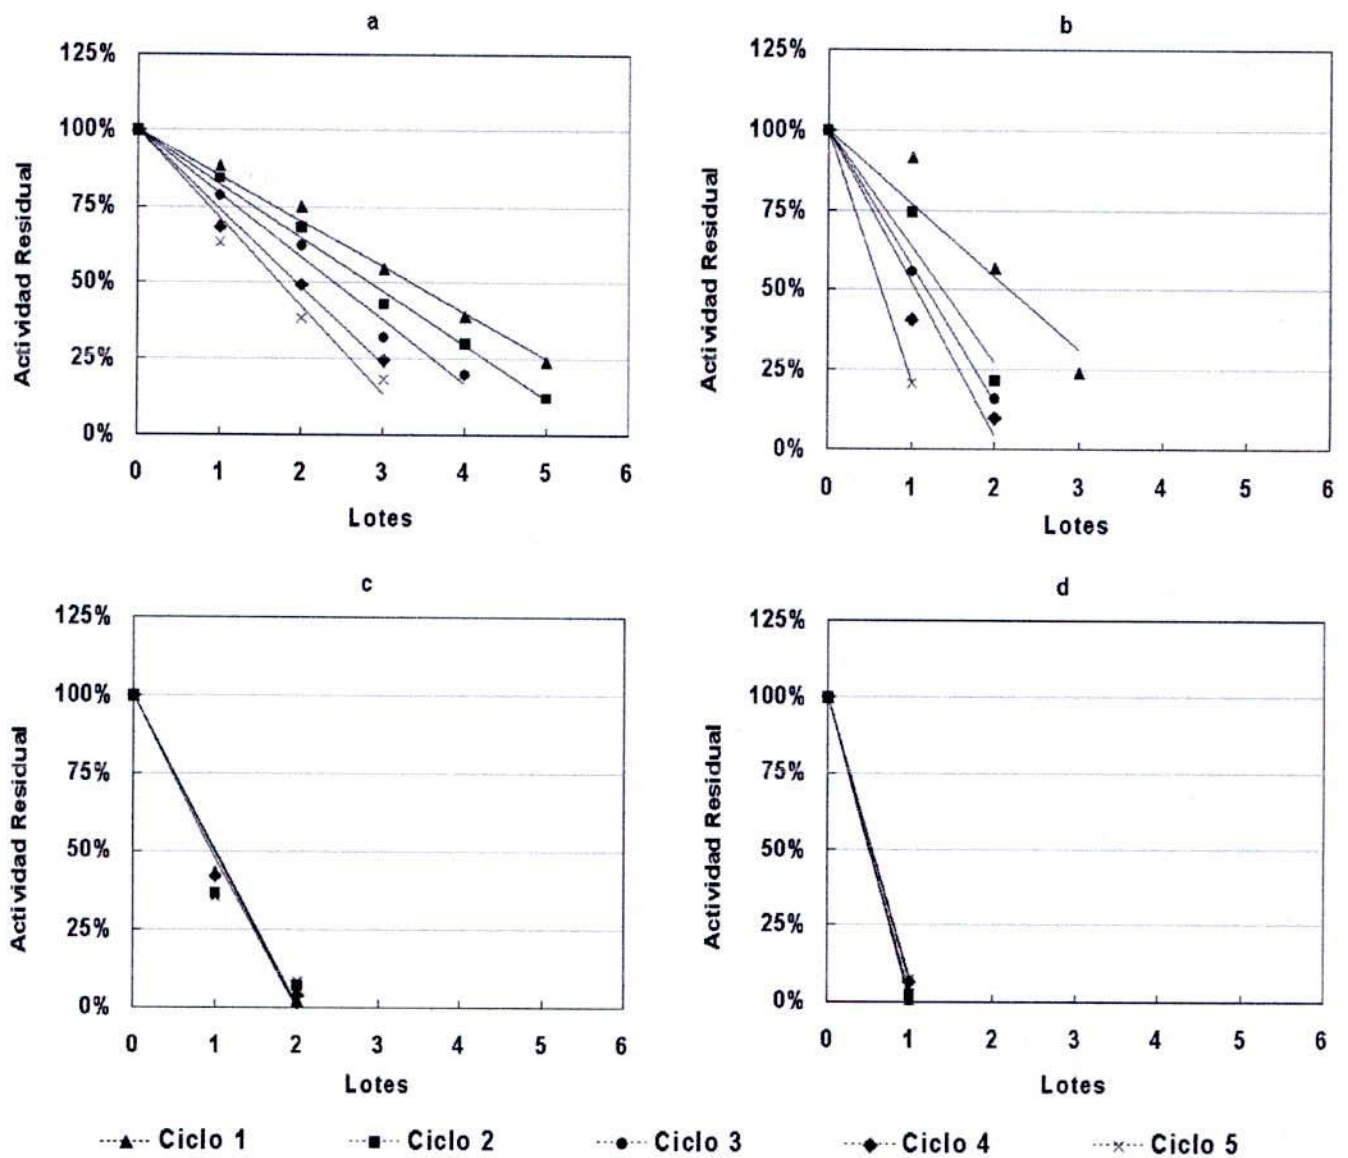 a
125%
100%
75%
50%
25%
0%
Actividad Residual
0 1 2 3 4 5 6
Lotes
b
125%
100%
75%
50%
25%
0%
Actividad Residual
0 1 2 3 4 5 6
Lotes
c
125%
100%
75%
50%
25%
0%
Actividad Residual
0 1 2 3 4 5 6
Lotes
d
125%
100%
75%
50%
25%
0%
Actividad Residual
0 1 2 3 4 5 6
Lotes
Ciclo 1 Ciclo 2 Ciclo 3 Ciclo 4 Ciclo 5